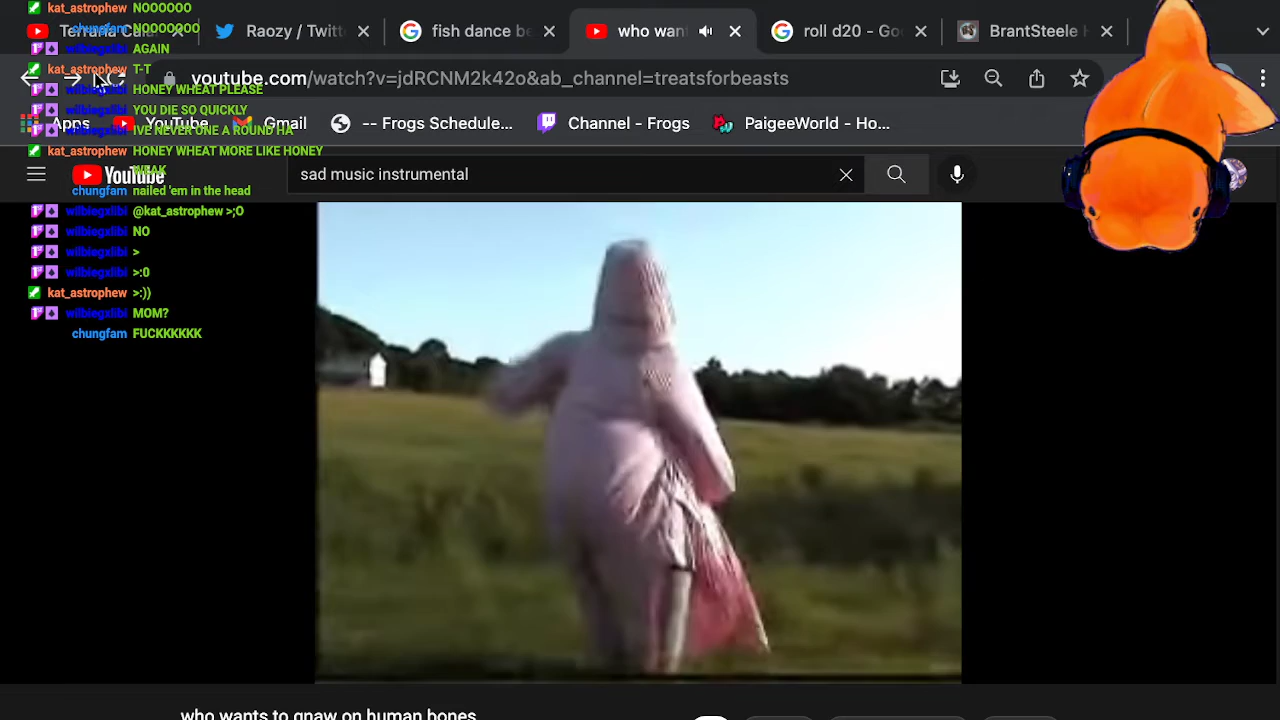 kat_astrophew NOOOOOO
chungfam NOOOOOOO
wilbiegxlibi AGAIN
kat_astrophew T-T
wilbiegxlibi HONEY WHEAT PLEASE
wilbiegxlibi YOU DIE SO QUICKLY
wilbiegxlibi IVE NEVER ONE A ROUND HA
kat_astrophew HONEY WHEAT MORE LIKE HONEY
WEAK
chungfam nailed 'em in the head
wilbiegxlibi @kat_astrophew >;O
wilbiegxlibi NO
wilbiegxlibi >
wilbiegxlibi >:0
kat_astrophew >:))
wilbiegxlibi MOM?
chungfam FUCKKKKKK
Raozy / Twitt
fish dance be
who want
roll d20 - Goo
BrantSteele H
youtube.com/watch?v=jdRCNM2k42o&ab_channel=treatsforbeasts
Apps
YouTube
Gmail
-- Frogs Schedule...
Channel - Frogs
PaigeeWorld - Ho...
YouTube
sad music instrumental
who wants to gnaw on human bones